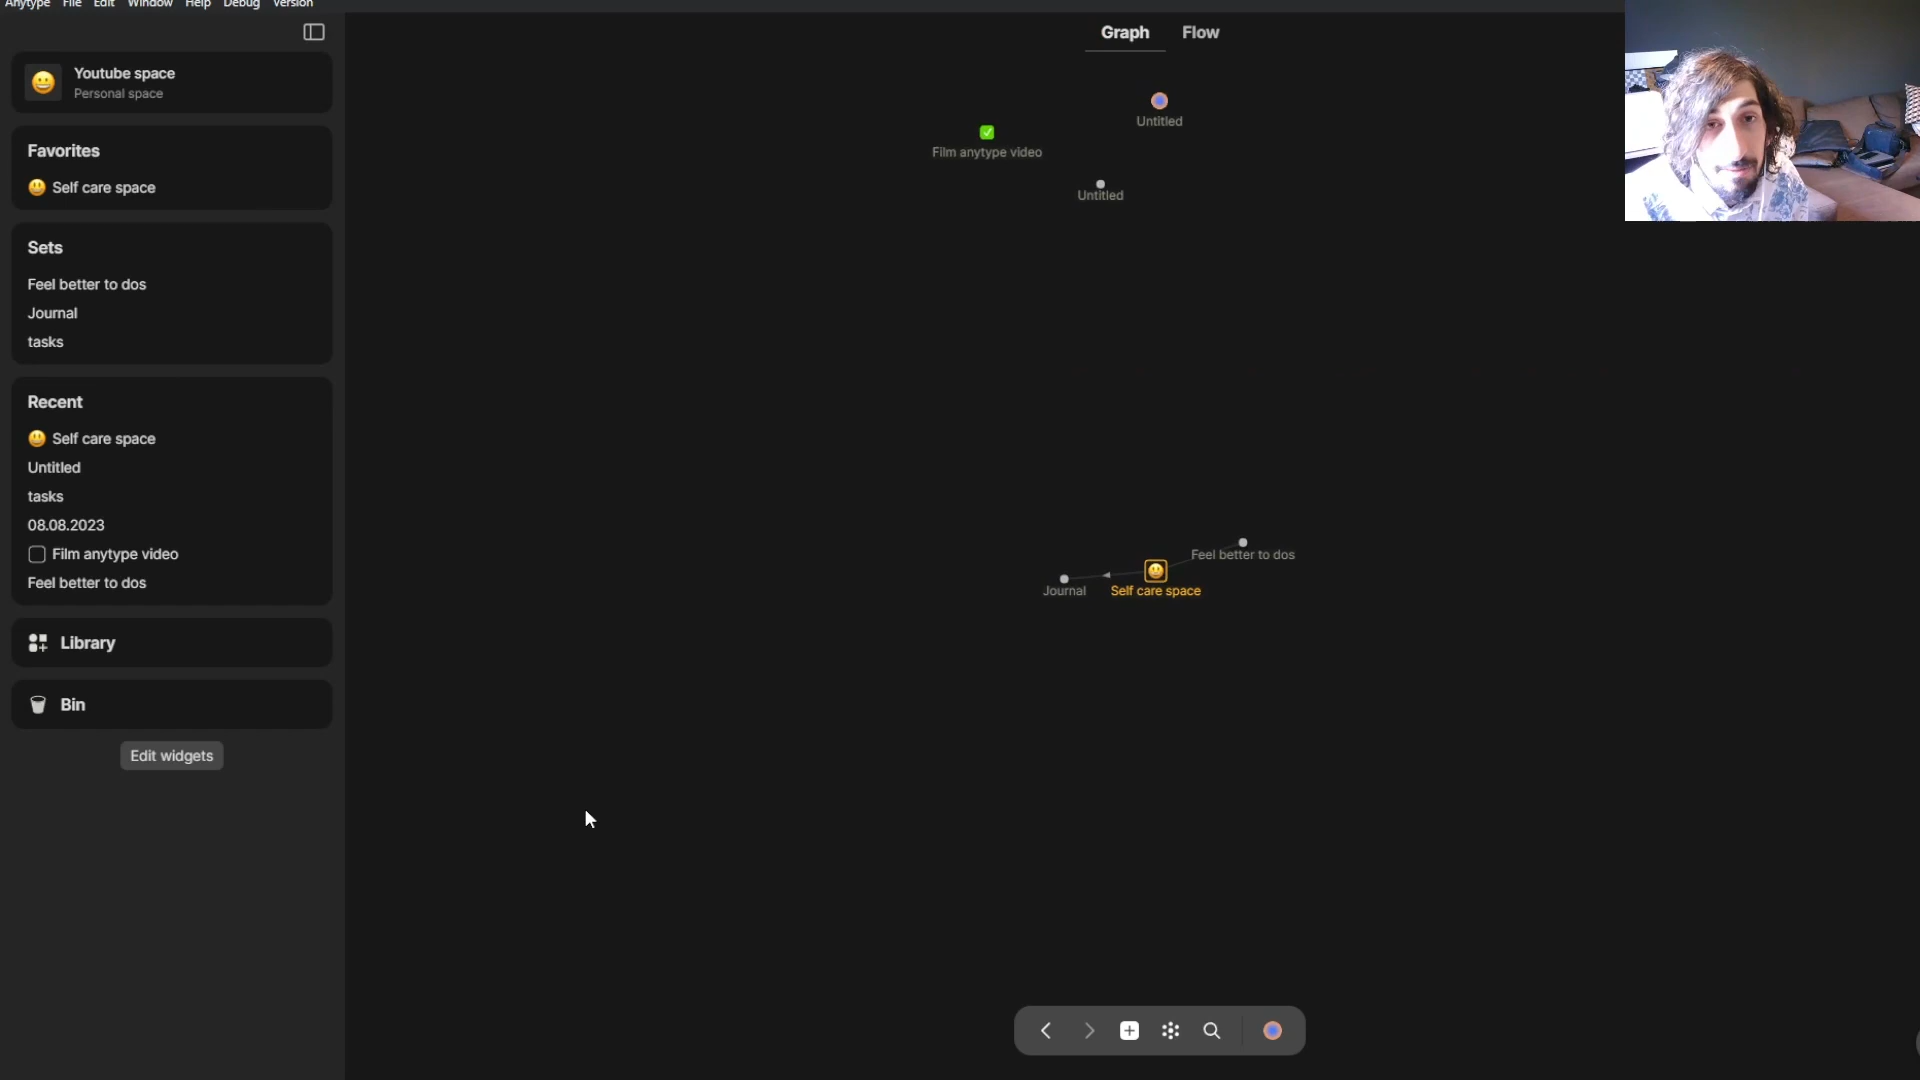 Anytype File Edit Window Help Debug Version
Youtube space
Personal space
Favorites
Self care space
Sets
Feel better to dos
Journal
tasks
Recent
Self care space
Untitled
tasks
08.08.2023
Film anytype video
Feel better to dos
Library
Bin
Edit widgets
Graph Flow
Untitled
Film anytype video
Untitled
Feel better to dos
Journal
Self care space